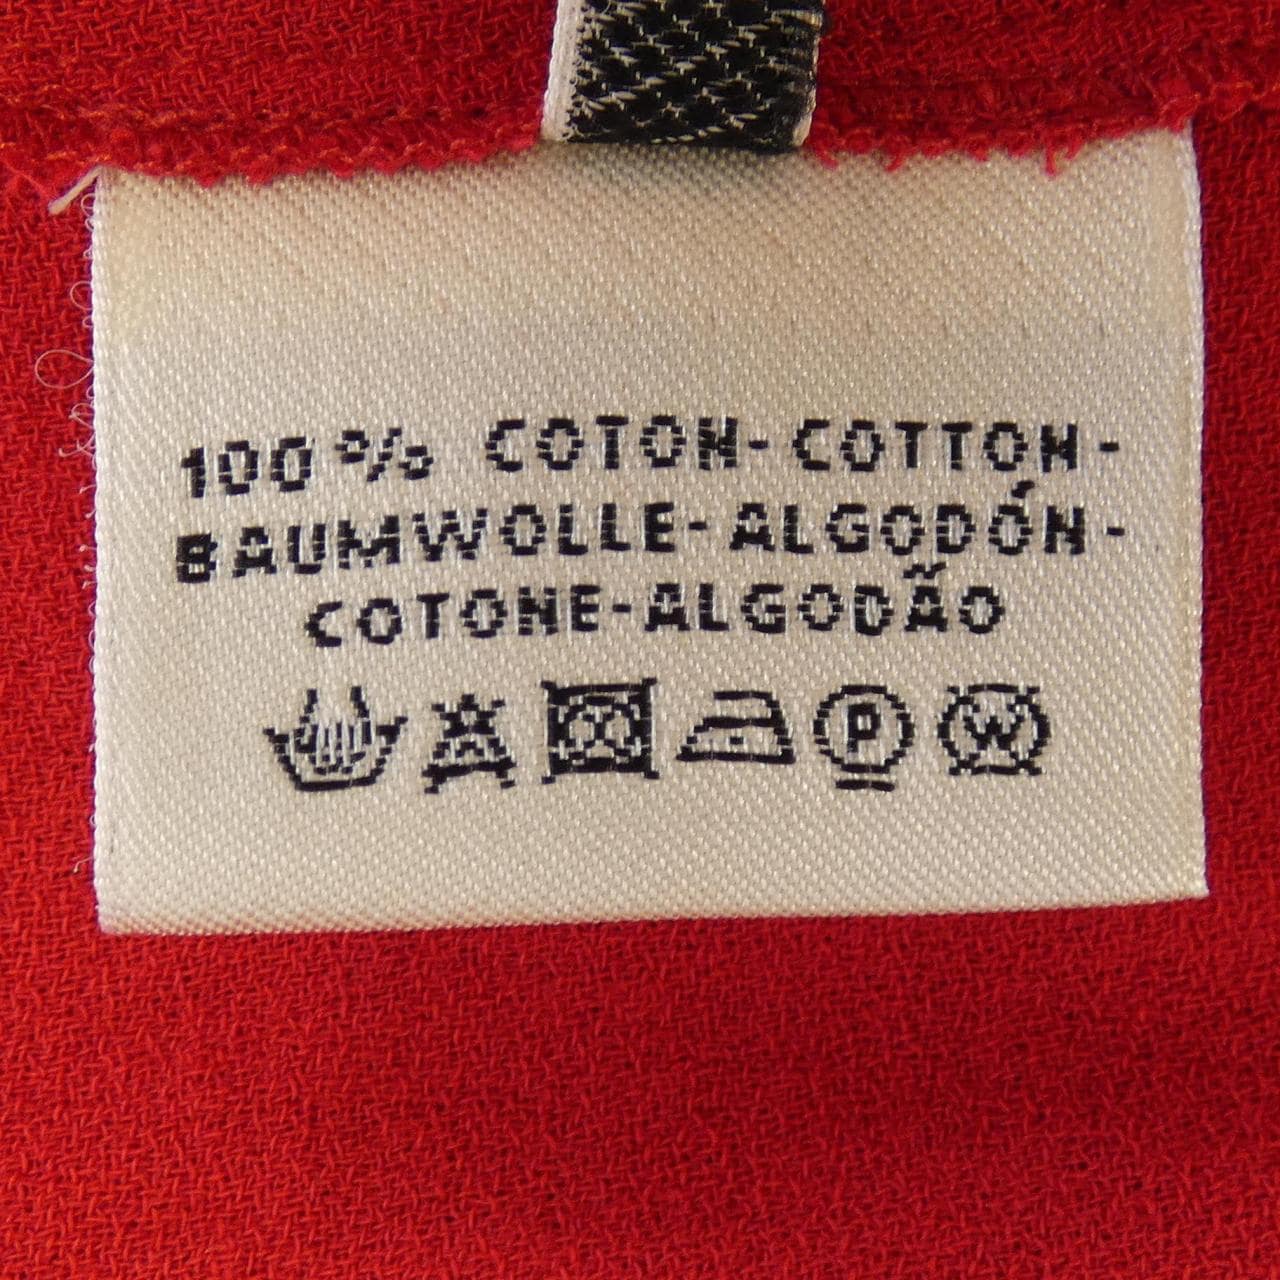 100% COTON-COTTON-
BAUMWOLLE-ALGODÓN-
COTONE-ALGODÃO
P W